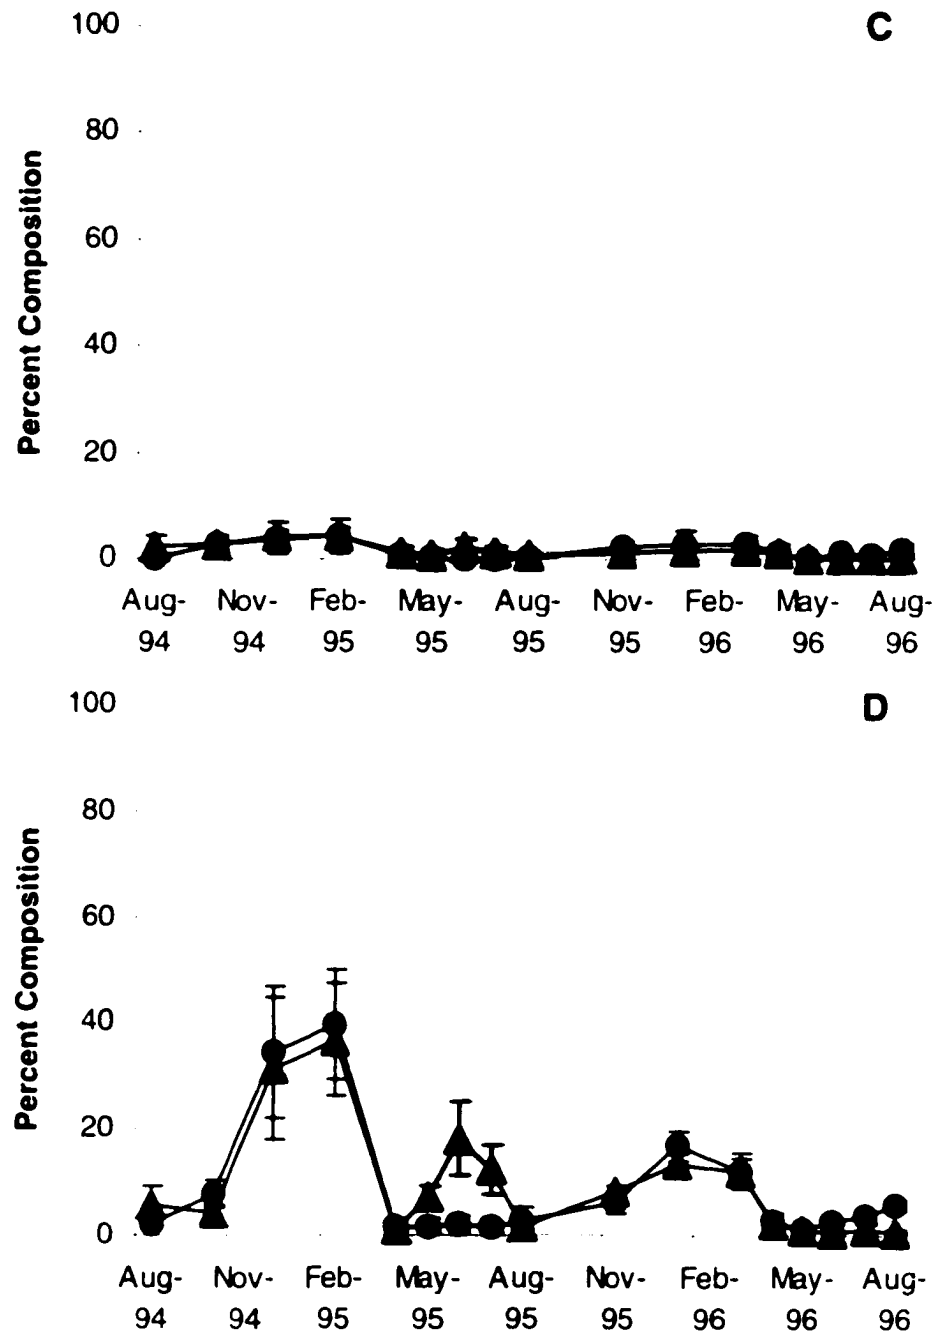 C
100
80
60
40
20
0
Percent Composition
Aug- Nov- Feb- May- Aug- Nov- Feb- May- Aug-
94 94 95 95 95 95 96 96 96
D
100
80
60
40
20
0
Percent Composition
Aug- Nov- Feb- May- Aug- Nov- Feb- May- Aug-
94 94 95 95 95 95 96 96 96